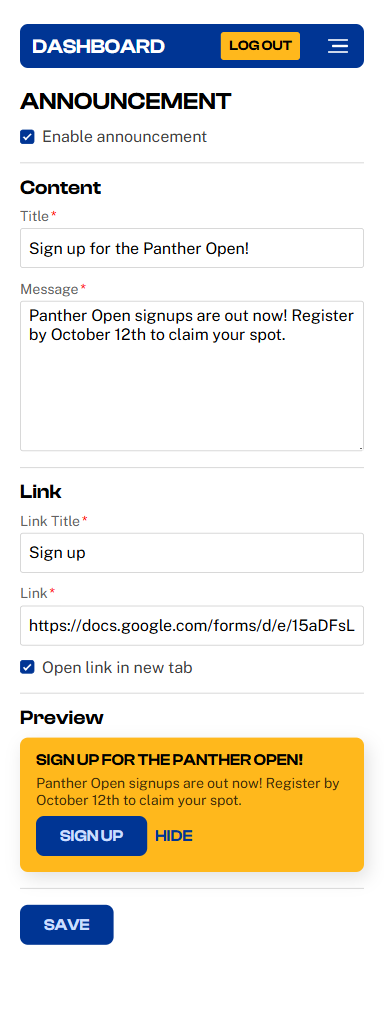 DASHBOARD
LOG OUT
ANNOUNCEMENT
Enable announcement
Content
Title*
Sign up for the Panther Open!
Message*
Panther Open signups are out now! Register
by October 12th to claim your spot.
Link
Link Title*
Sign up
Link*
https://docs.google.com/forms/d/e/15aDFsL
Open link in new tab
Preview
SIGN UP FOR THE PANTHER OPEN!
Panther Open signups are out now! Register by
October 12th to claim your spot.
SIGN UP
HIDE
SAVE